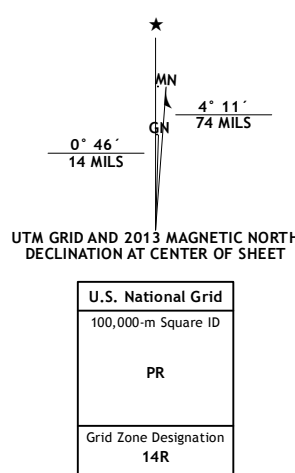 ★
MN
4° 11´
74 MILS
GN
0° 46´
14 MILS
UTM GRID AND 2013 MAGNETIC NORTH
DECLINATION AT CENTER OF SHEET
U.S. National Grid
100,000-m Square ID
PR
Grid Zone Designation
14R